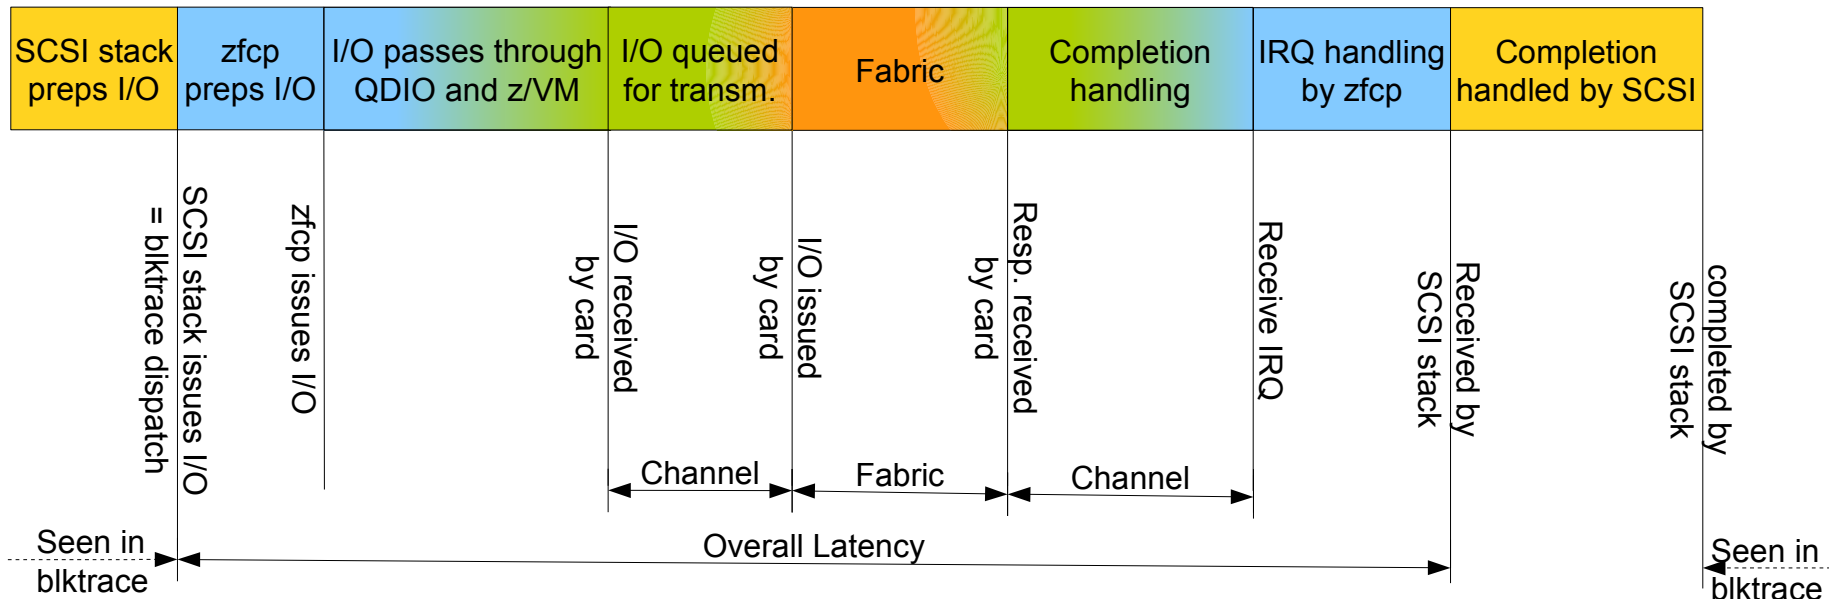 SCSI stack
preps I/O
zfcp
preps I/O
I/O passes through
QDIO and z/VM
I/O queued
for transm.
Fabric
Completion
handling
IRQ handling
by zfcp
Completion
handled by SCSI
SCSI stack issues I/O
= blktrace dispatch
zfcp issues I/O
I/O received
by card
I/O issued
by card
Resp. received
by card
Receive IRQ
Received by
SCSI stack
completed by
SCSI stack
Channel
Fabric
Channel
Seen in
blktrace
Overall Latency
Seen in
blktrace